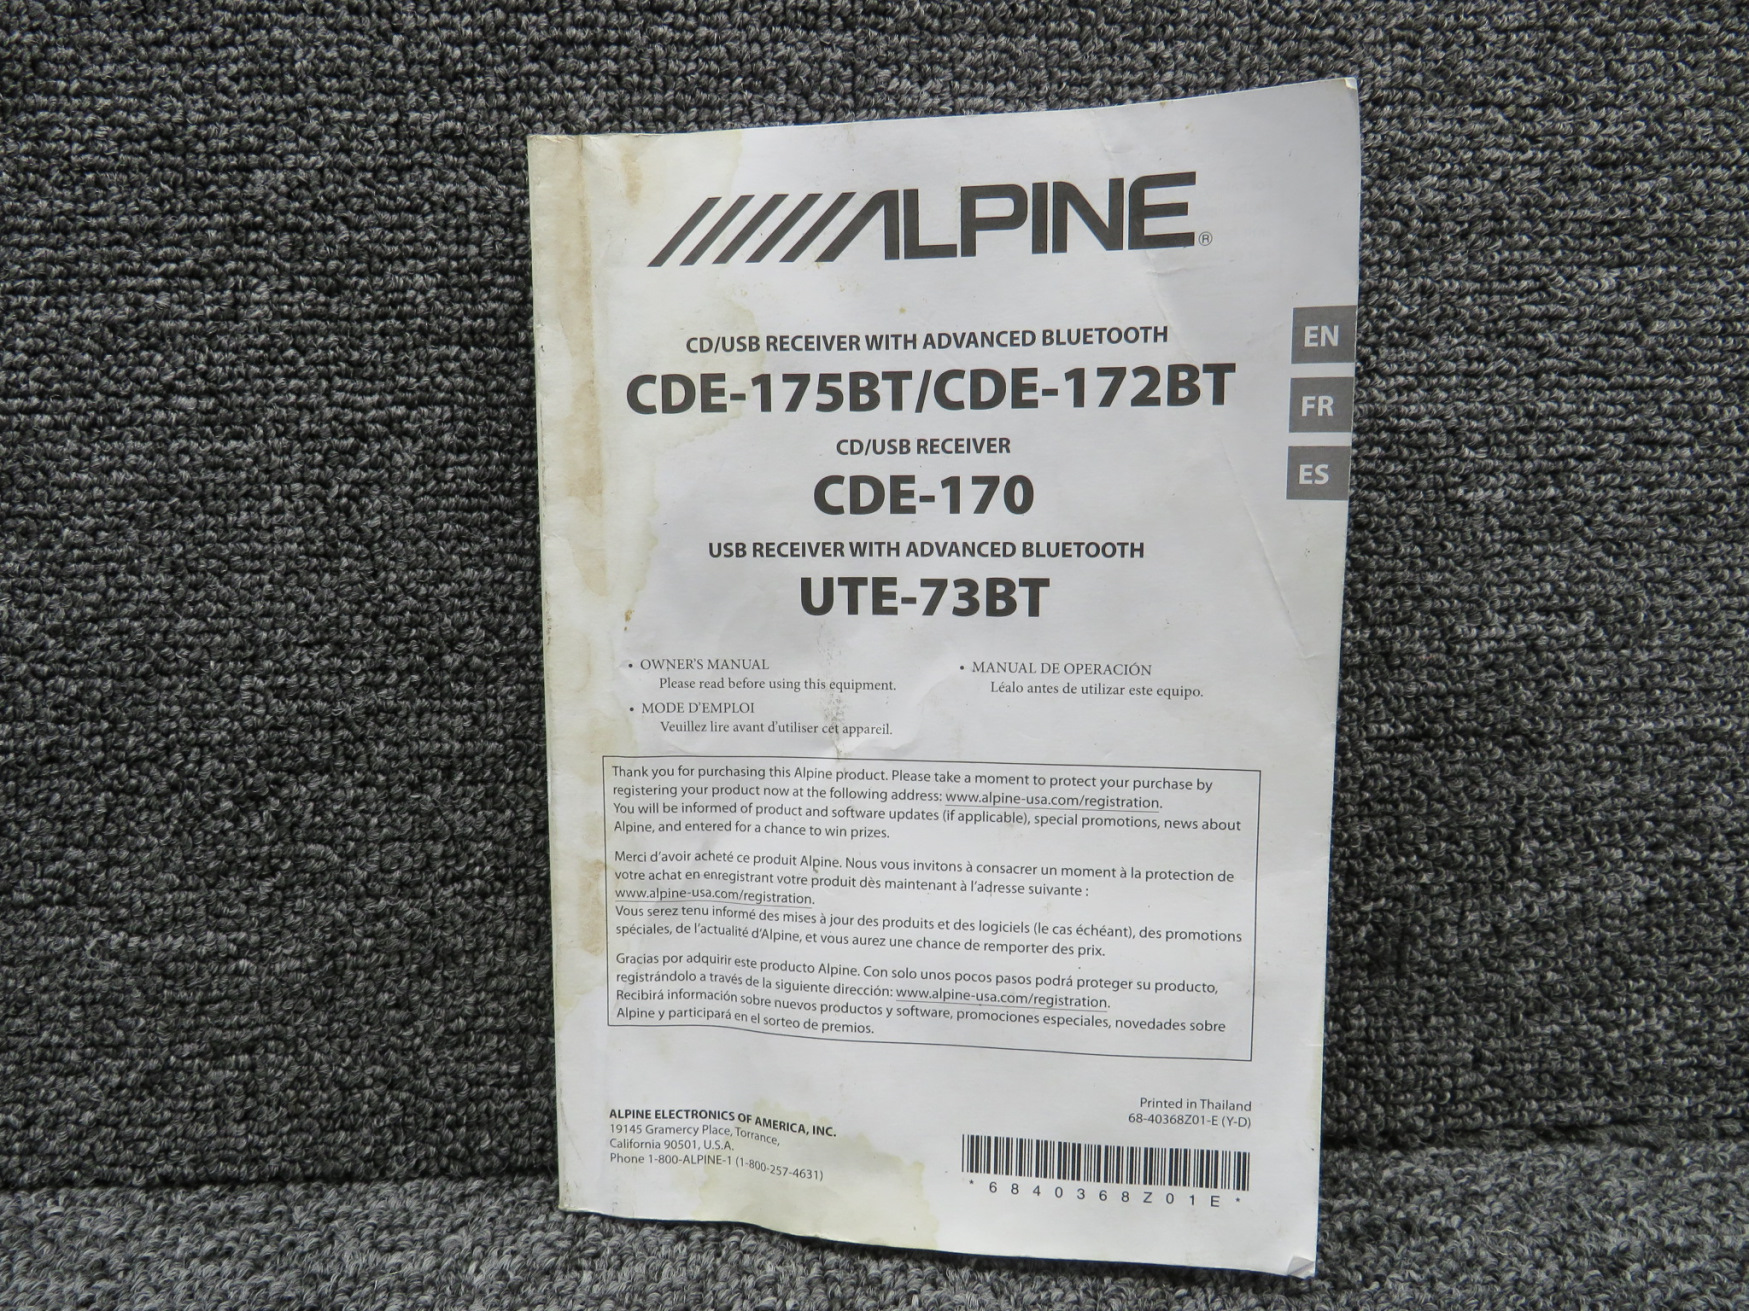 ALPINE®
CD/USB RECEIVER WITH ADVANCED BLUETOOTH
CDE-175BT/CDE-172BT
CD/USB RECEIVER
CDE-170
USB RECEIVER WITH ADVANCED BLUETOOTH
UTE-73BT
EN
FR
ES
• OWNER'S MANUAL
Please read before using this equipment.
• MODE D'EMPLOI
Veuillez lire avant d'utiliser cet appareil.
• MANUAL DE OPERACIÓN
Léalo antes de utilizar este equipo.
Thank you for purchasing this Alpine product. Please take a moment to protect your purchase by
registering your product now at the following address: www.alpine-usa.com/registration.
You will be informed of product and software updates (if applicable), special promotions, news about
Alpine, and entered for a chance to win prizes.
Merci d'avoir acheté ce produit Alpine. Nous vous invitons à consacrer un moment à la protection de
votre achat en enregistrant votre produit dès maintenant à l'adresse suivante :
www.alpine-usa.com/registration.
Vous serez tenu informé des mises à jour des produits et des logiciels (le cas échéant), des promotions
spéciales, de l'actualité d'Alpine, et vous aurez une chance de remporter des prix.
Gracias por adquirir este producto Alpine. Con solo unos pocos pasos podrá proteger su producto,
registrándolo a través de la siguiente dirección: www.alpine-usa.com/registration.
Recibirá información sobre nuevos productos y software, promociones especiales, novedades sobre
Alpine y participará en el sorteo de premios.
ALPINE ELECTRONICS OF AMERICA, INC.
19145 Gramercy Place, Torrance,
California 90501, U.S.A.
Phone 1-800-ALPINE-1 (1-800-257-4631)
Printed in Thailand
68-40368Z01-E (Y-D)
* 6 8 4 0 3 6 8 Z 0 1 E *